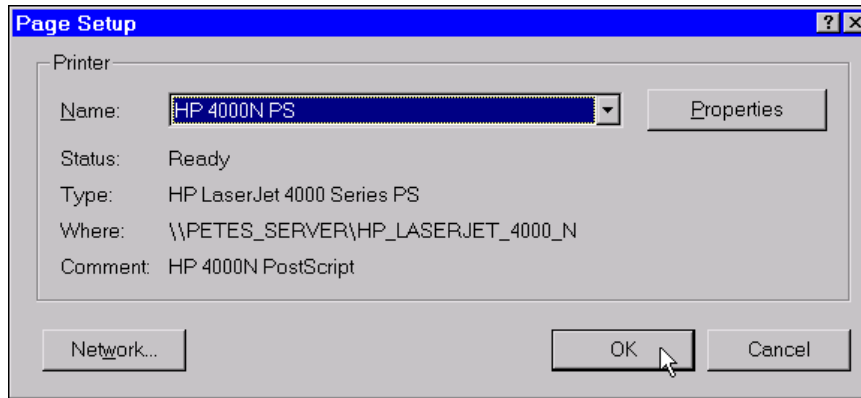 Page Setup
Printer
Name: HP 4000N PS Properties
Status: Ready
Type: HP LaserJet 4000 Series PS
Where: \\PETES_SERVER\HP_LASERJET_4000_N
Comment: HP 4000N PostScript
Network... OK Cancel